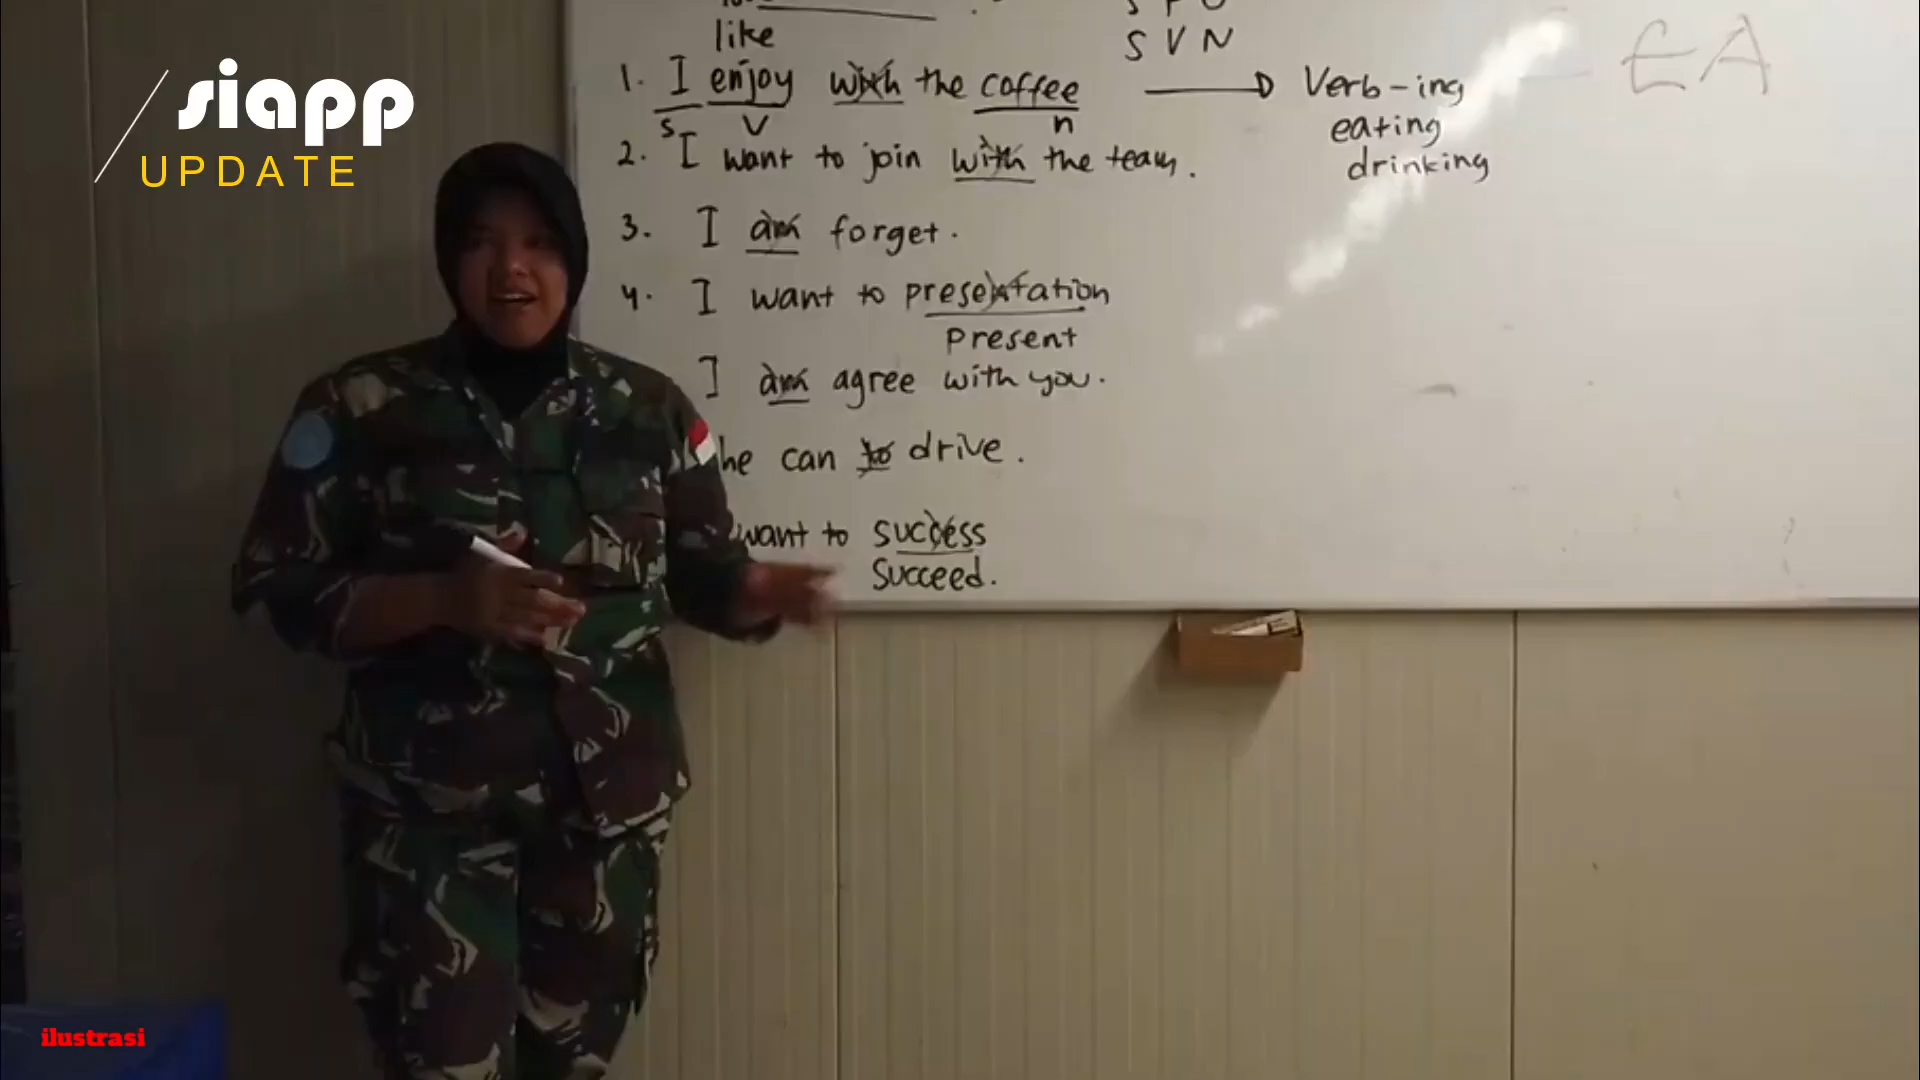 siapp
UPDATE
like
S V N
1. I enjoy with the coffee
Verb-ing
S V n
eating
2. I want to join with the team.
drinking
3. I am forget.
4. I want to presentation
present
I am agree with you.
he can to drive.
want to success
Succeed.
EA
ilustrasi